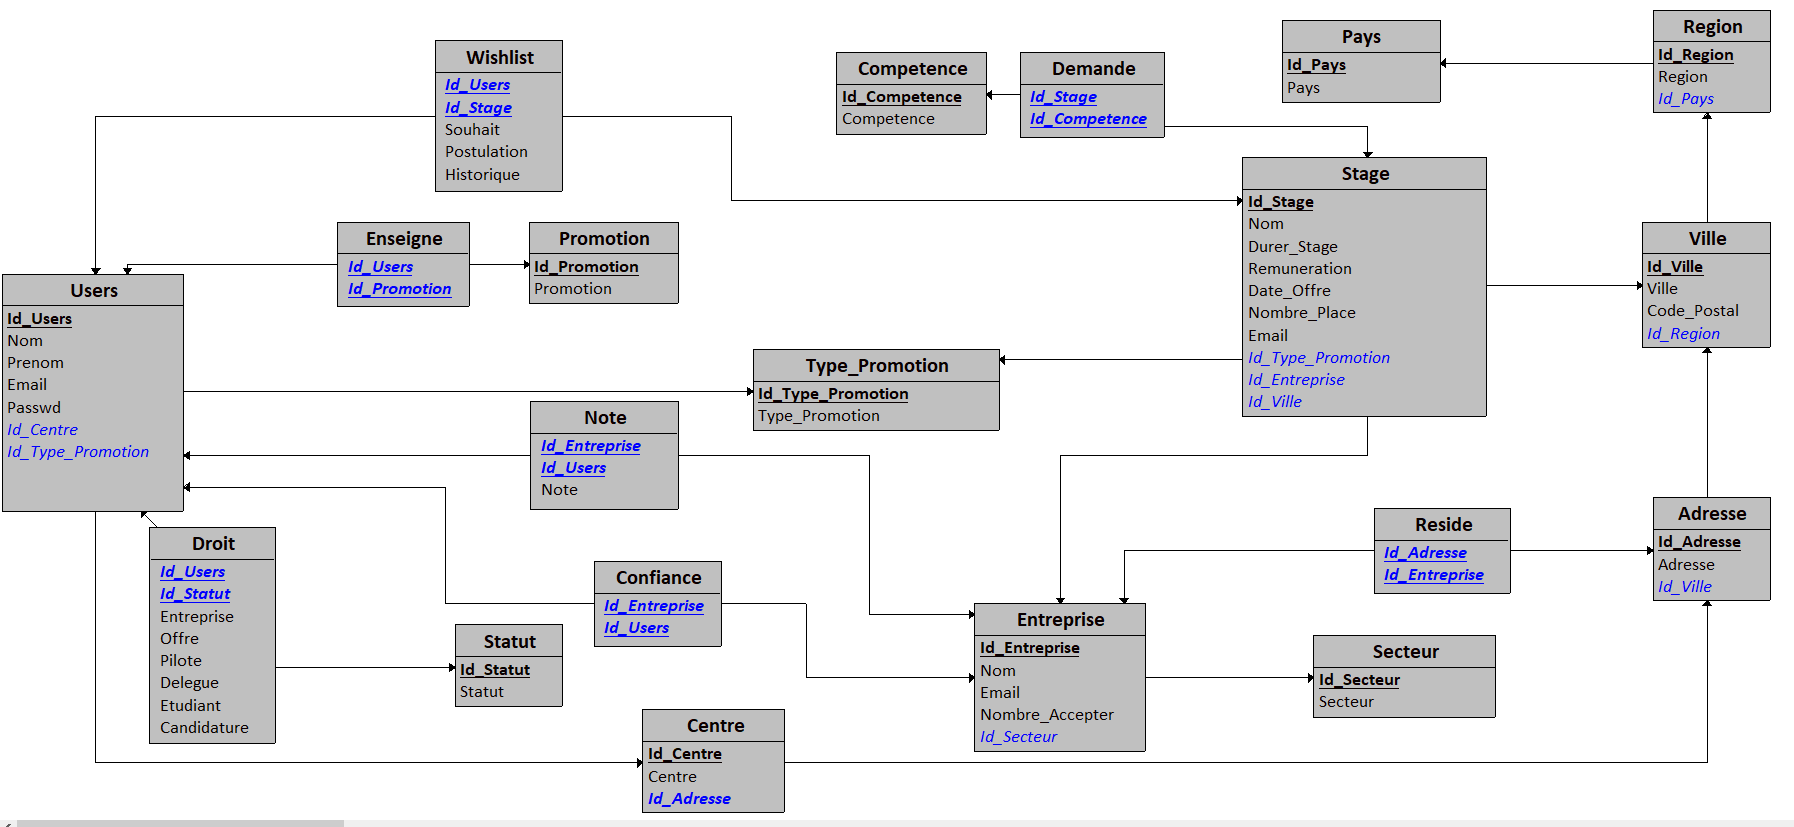 Wishlist
Id_Users
Id_Stage
Souhait
Postulation
Historique
Competence
Id_Competence
Competence
Demande
Id_Stage
Id_Competence
Pays
Id_Pays
Pays
Region
Id_Region
Region
Id_Pays
Stage
Id_Stage
Nom
Durer_Stage
Remuneration
Date_Offre
Nombre_Place
Email
Id_Type_Promotion
Id_Entreprise
Id_Ville
Ville
Id_Ville
Ville
Code_Postal
Id_Region
Enseigne
Id_Users
Id_Promotion
Promotion
Id_Promotion
Promotion
Users
Id_Users
Nom
Prenom
Email
Passwd
Id_Centre
Id_Type_Promotion
Type_Promotion
Id_Type_Promotion
Type_Promotion
Note
Id_Entreprise
Id_Users
Note
Droit
Id_Users
Id_Statut
Entreprise
Offre
Pilote
Delegue
Etudiant
Candidature
Statut
Id_Statut
Statut
Confiance
Id_Entreprise
Id_Users
Reside
Id_Adresse
Id_Entreprise
Adresse
Id_Adresse
Adresse
Id_Ville
Entreprise
Id_Entreprise
Nom
Email
Nombre_Accepter
Id_Secteur
Secteur
Id_Secteur
Secteur
Centre
Id_Centre
Centre
Id_Adresse